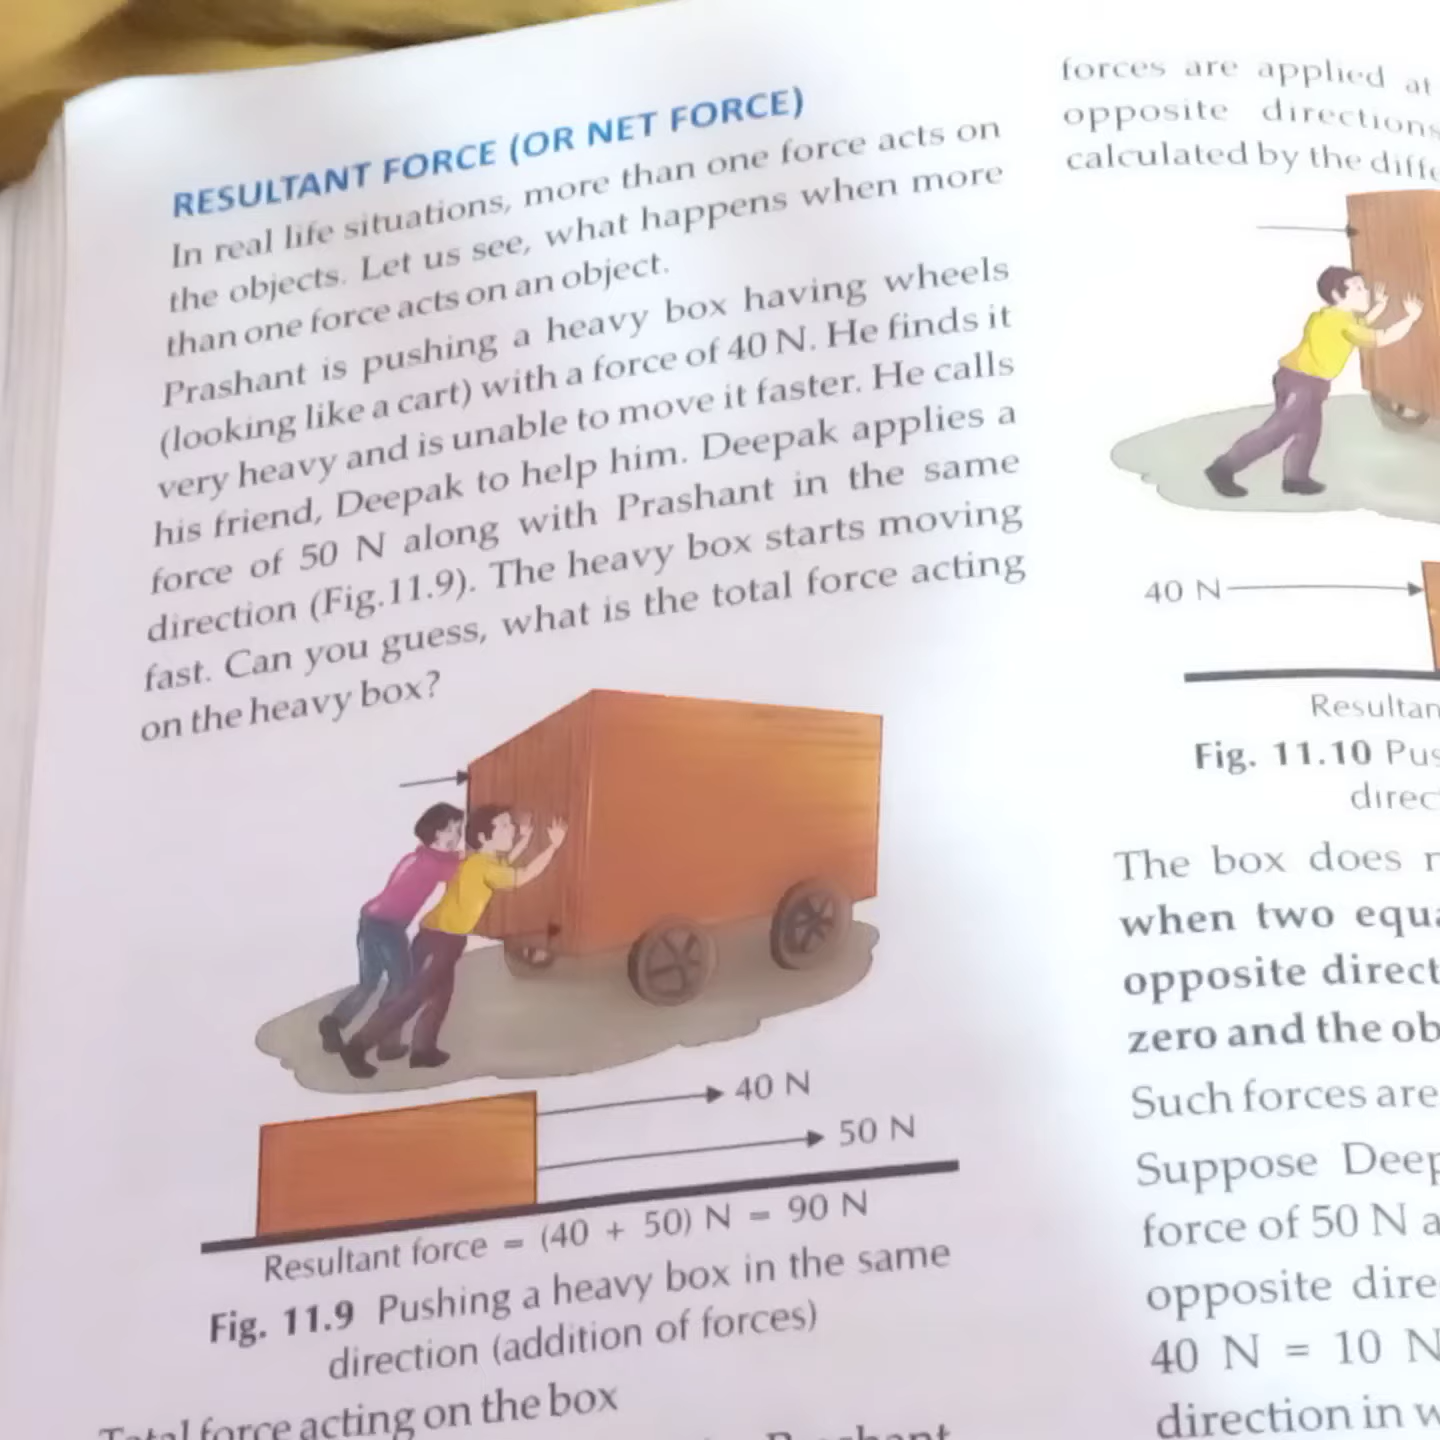 RESULTANT FORCE (OR NET FORCE)
In real life situations, more than one force acts on
the objects. Let us see, what happens when more
than one force acts on an object.
Prashant is pushing a heavy box having wheels
(looking like a cart) with a force of 40 N. He finds it
very heavy and is unable to move it faster. He calls
his friend, Deepak to help him. Deepak applies a
force of 50 N along with Prashant in the same
direction (Fig.11.9). The heavy box starts moving
fast. Can you guess, what is the total force acting
on the heavy box?
40 N
50 N
Resultant force = (40 + 50) N = 90 N
Fig. 11.9 Pushing a heavy box in the same
direction (addition of forces)
Total force acting on the box
forces are applied at
opposite directions
calculated by the
40 N
Fig. 11.10
The box does
when two
opposite
zero and the
Such forces are
Suppose
force of 50 N
opposite
40 N = 10 N
direction in